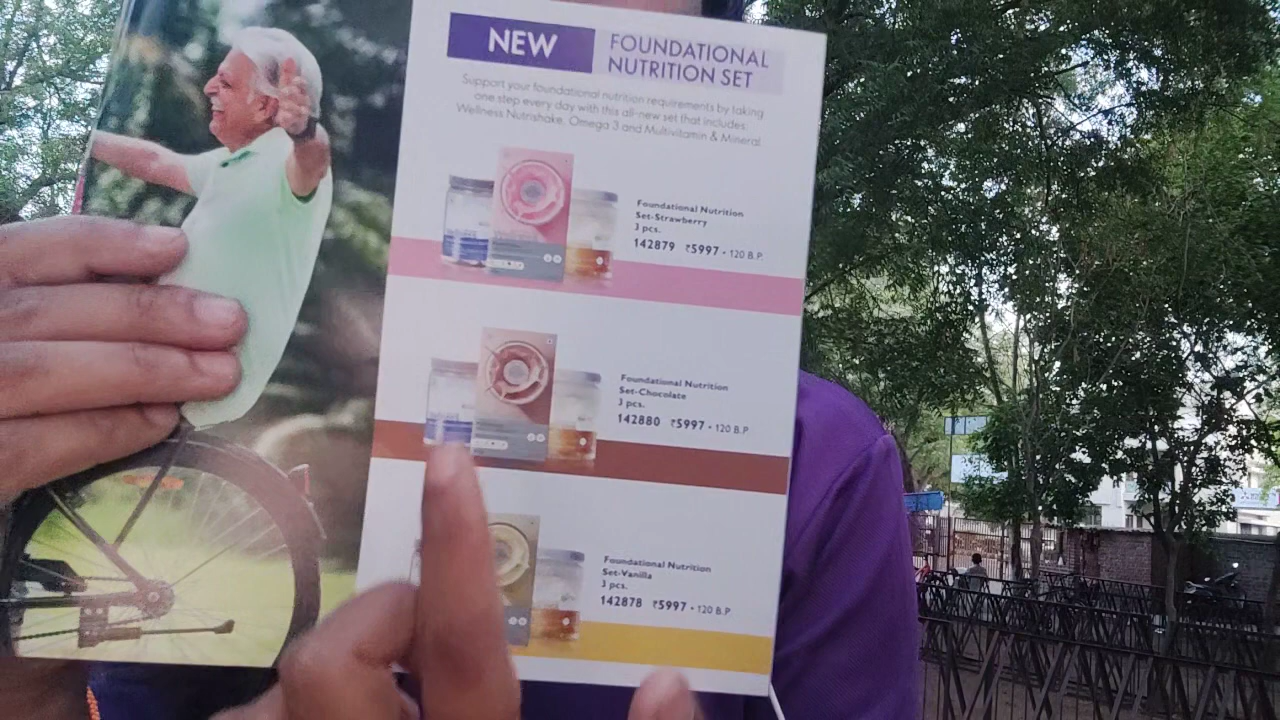 NEW
FOUNDATIONAL
NUTRITION SET
Support your foundational nutrition requirements by taking
one step every day with this all-new set that includes:
Wellness Nutrishake, Omega 3 and Multivitamin & Mineral.
Foundational Nutrition
Set-Strawberry
3 pcs.
142879 ₹5997 • 120 B.P.
Foundational Nutrition
Set-Chocolate
3 pcs.
142880 ₹5997 • 120 B.P.
Foundational Nutrition
Set-Vanilla
3 pcs.
142878 ₹5997 • 120 B.P